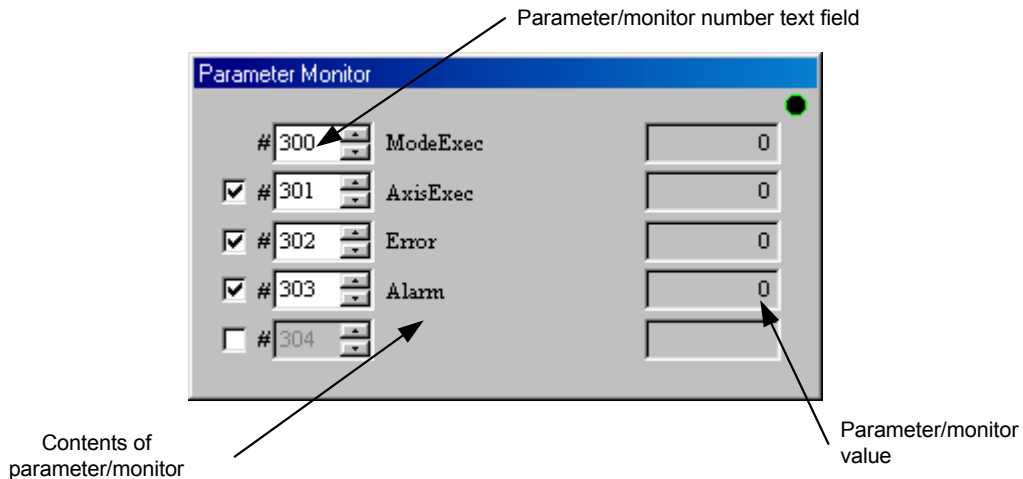 Parameter/monitor number text field
Parameter Monitor
# 300 ModeExec 0
# 301 AxisExec 0
# 302 Error 0
# 303 Alarm 0
# 304
Contents of
parameter/monitor
Parameter/monitor
value